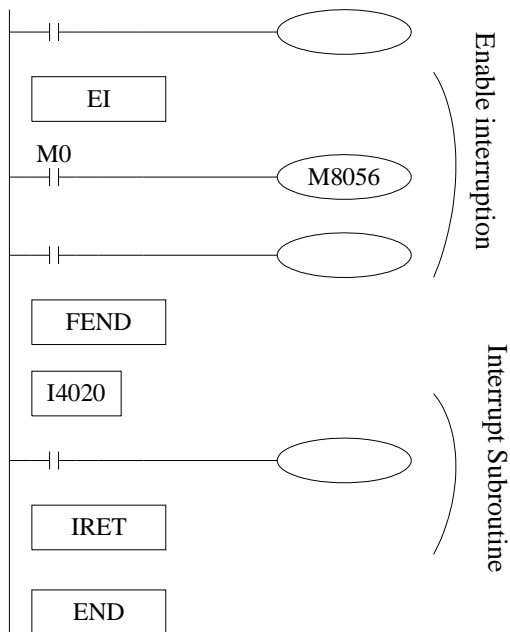 EI
M0
M8056
Enable interruption
FEND
I4020
Interrupt Subroutine
IRET
END